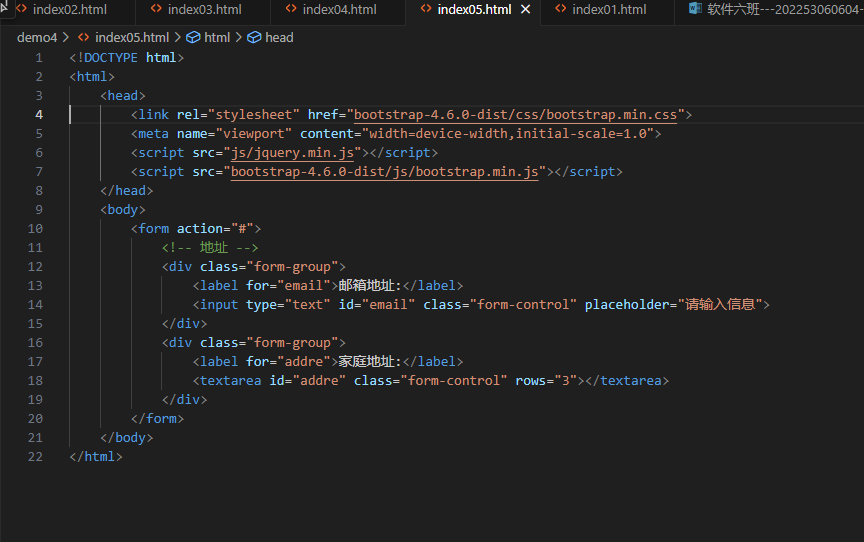 index02.html index03.html index04.html index05.html index01.html 软件六班---202253060604-
demo4 > index05.html > html > head
1 <!DOCTYPE html>
2 <html>
3 <head>
4 <link rel="stylesheet" href="bootstrap-4.6.0-dist/css/bootstrap.min.css">
5 <meta name="viewport" content="width=device-width,initial-scale=1.0">
6 <script src="js/jquery.min.js"></script>
7 <script src="bootstrap-4.6.0-dist/js/bootstrap.min.js"></script>
8 </head>
9 <body>
10 <form action="#">
11 <!-- 地址 -->
12 <div class="form-group">
13 <label for="email">邮箱地址:</label>
14 <input type="text" id="email" class="form-control" placeholder="请输入信息">
15 </div>
16 <div class="form-group">
17 <label for="addre">家庭地址:</label>
18 <textarea id="addre" class="form-control" rows="3"></textarea>
19 </div>
20 </form>
21 </body>
22 </html>